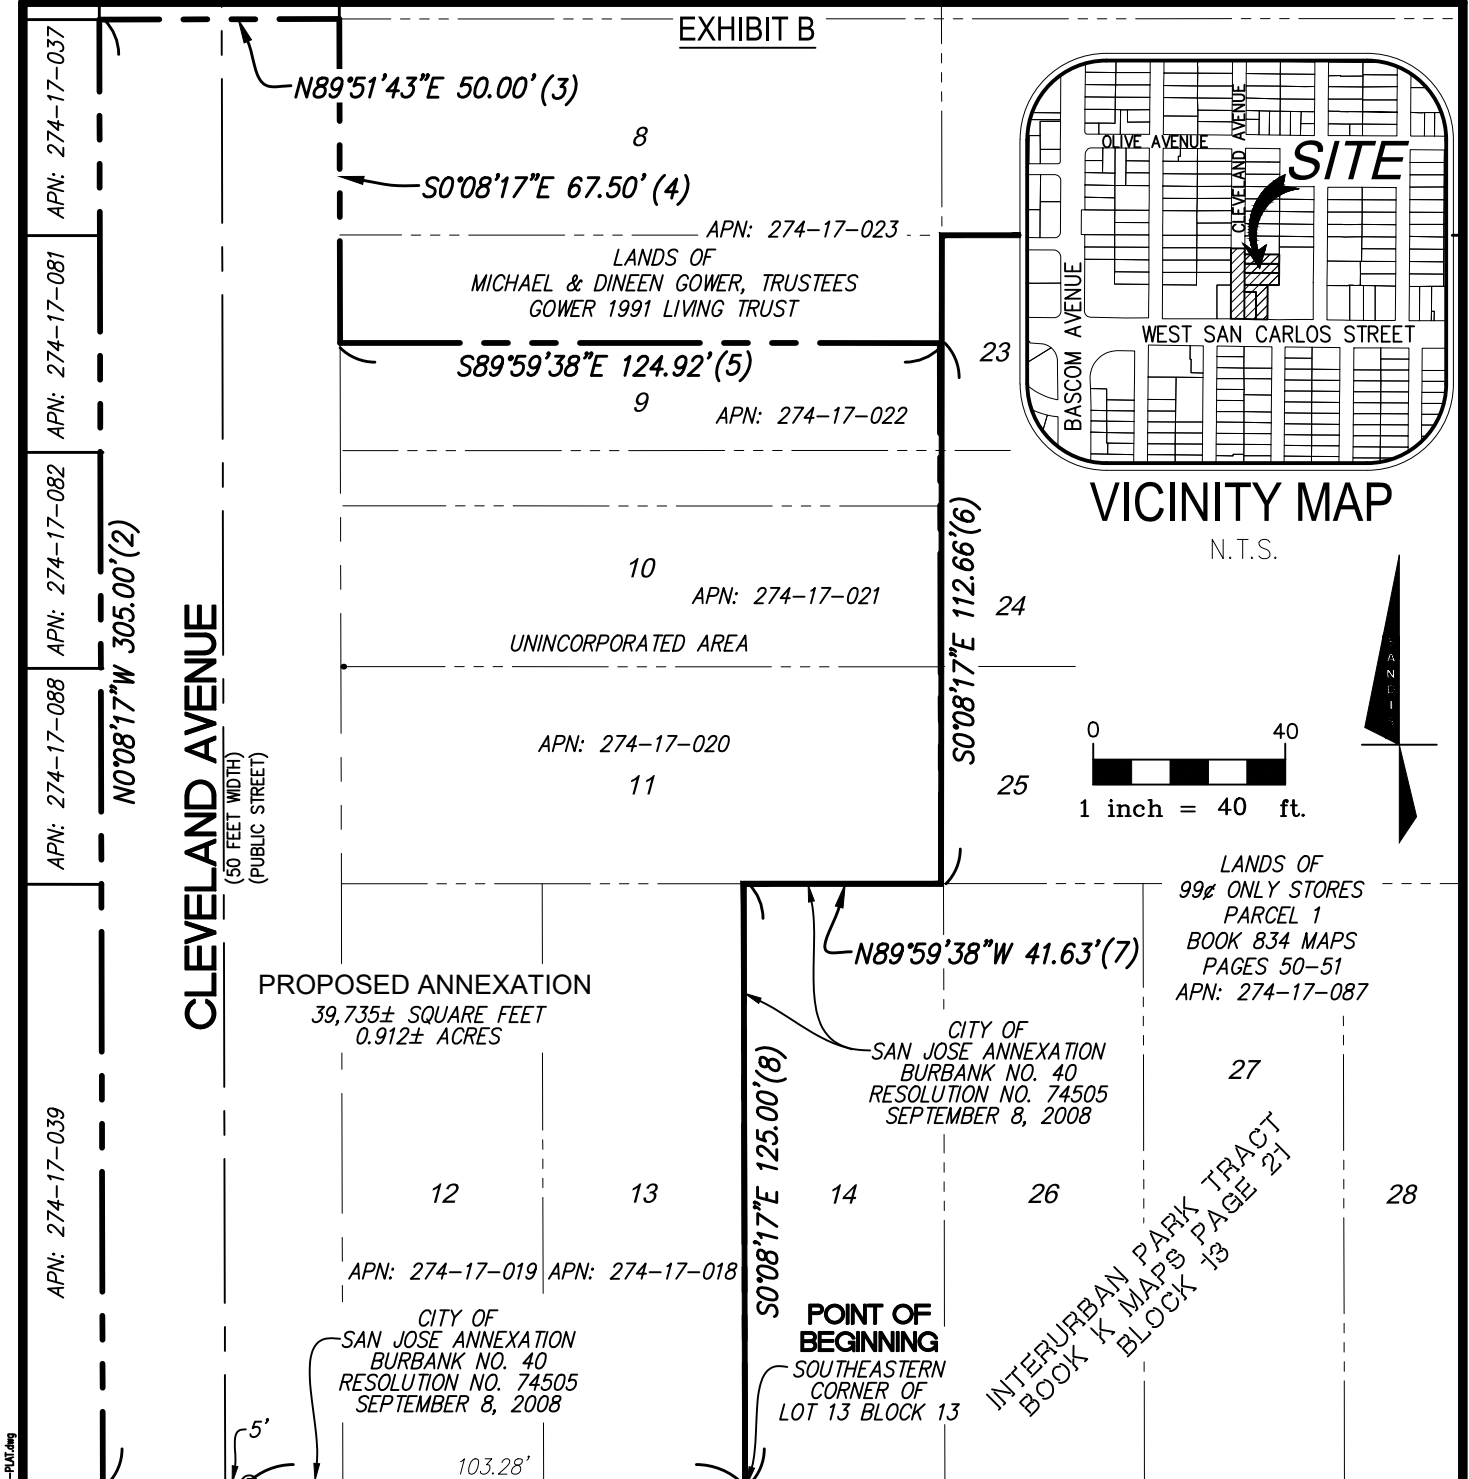 EXHIBIT B
N89°51'43"E 50.00'(3)
8
S0°08'17"E 67.50'(4)
APN: 274-17-023
LANDS OF
MICHAEL & DINEEN GOWER, TRUSTEES
GOWER 1991 LIVING TRUST
S89°59'38"E 124.92'(5)
9
APN: 274-17-022
10
APN: 274-17-021
UNINCORPORATED AREA
APN: 274-17-020
11
APN: 274-17-037
APN: 274-17-081
APN: 274-17-082
APN: 274-17-088
APN: 274-17-039
N0°08'17"W 305.00'(2)
CLEVELAND AVENUE
(50 FEET WIDTH)
(PUBLIC STREET)
23
24
25
S0°08'17"E 112.66'(6)
OLIVE AVENUE
CLEVELAND AVENUE
SITE
BASCOM AVENUE
WEST SAN CARLOS STREET
VICINITY MAP
N.T.S.
SANDIS
0 40
1 inch = 40 ft.
LANDS OF
99¢ ONLY STORES
PARCEL 1
BOOK 834 MAPS
PAGES 50-51
APN: 274-17-087
N89°59'38"W 41.63'(7)
PROPOSED ANNEXATION
39,735± SQUARE FEET
0.912± ACRES
CITY OF
SAN JOSE ANNEXATION
BURBANK NO. 40
RESOLUTION NO. 74505
SEPTEMBER 8, 2008
S0°08'17"E 125.00'(8)
27
12
13
14
26
28
INTERURBAN PARK TRACT
BOOK K MAPS PAGE 21
BLOCK 13
APN: 274-17-019
APN: 274-17-018
CITY OF
SAN JOSE ANNEXATION
BURBANK NO. 40
RESOLUTION NO. 74505
SEPTEMBER 8, 2008
POINT OF
BEGINNING
SOUTHEASTERN
CORNER OF
LOT 13 BLOCK 13
5'
103.28'
-PLAT.dwg